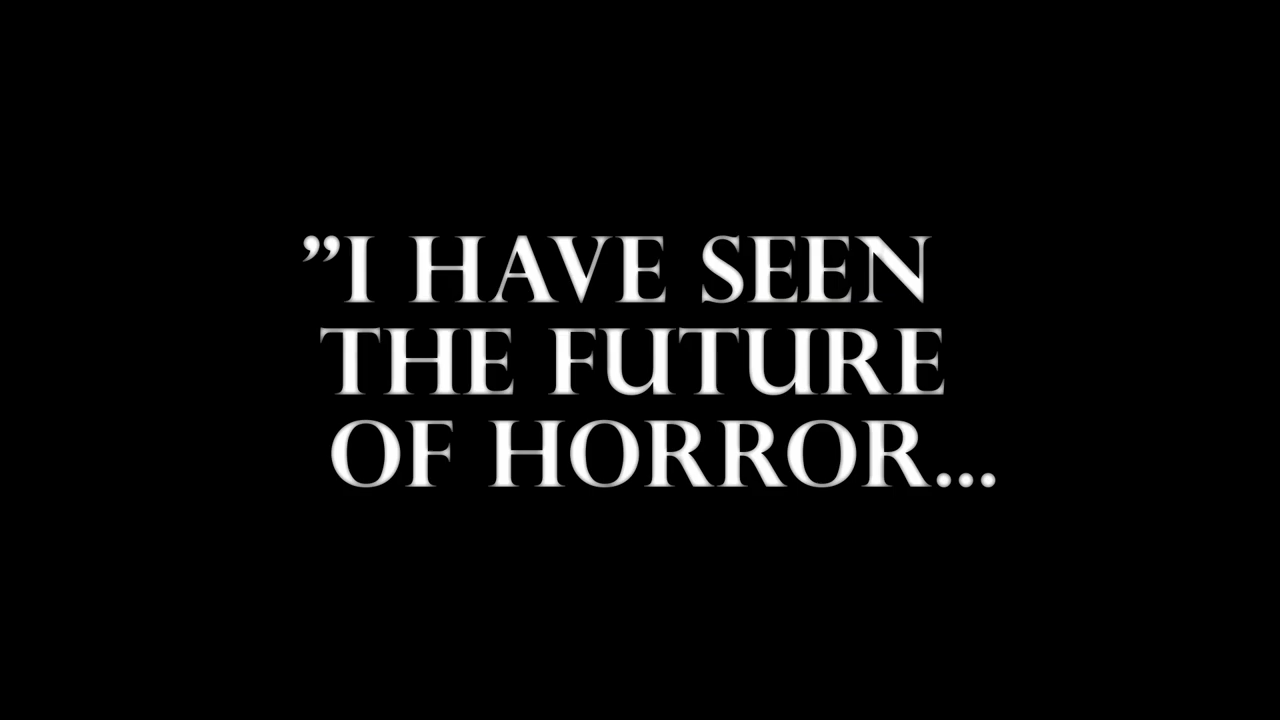 ”I HAVE SEEN
THE FUTURE
OF HORROR...